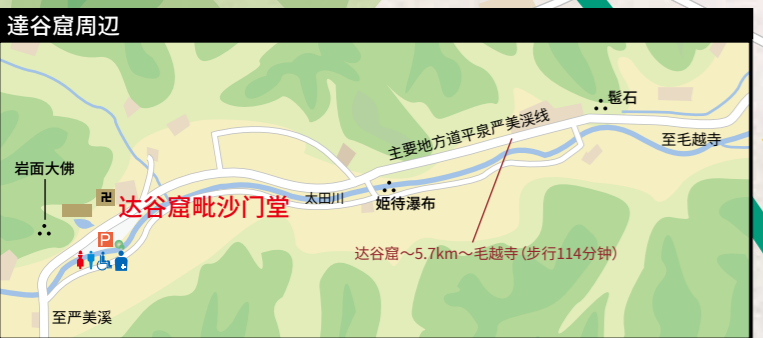 達谷窟周辺
髢石
主要地方道平泉严美溪线
至毛越寺
岩面大佛
卍
达谷窟毗沙门堂
太田川
姫待瀑布
P
达谷窟～5.7km～毛越寺（步行114分钟）
至严美溪